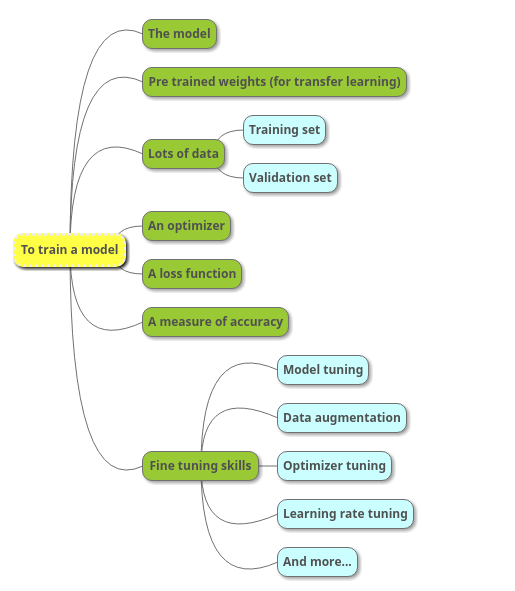 The model
Pre trained weights (for transfer learning)
Training set
Lots of data
Validation set
An optimizer
To train a model
A loss function
A measure of accuracy
Model tuning
Data augmentation
Fine tuning skills
Optimizer tuning
Learning rate tuning
And more...